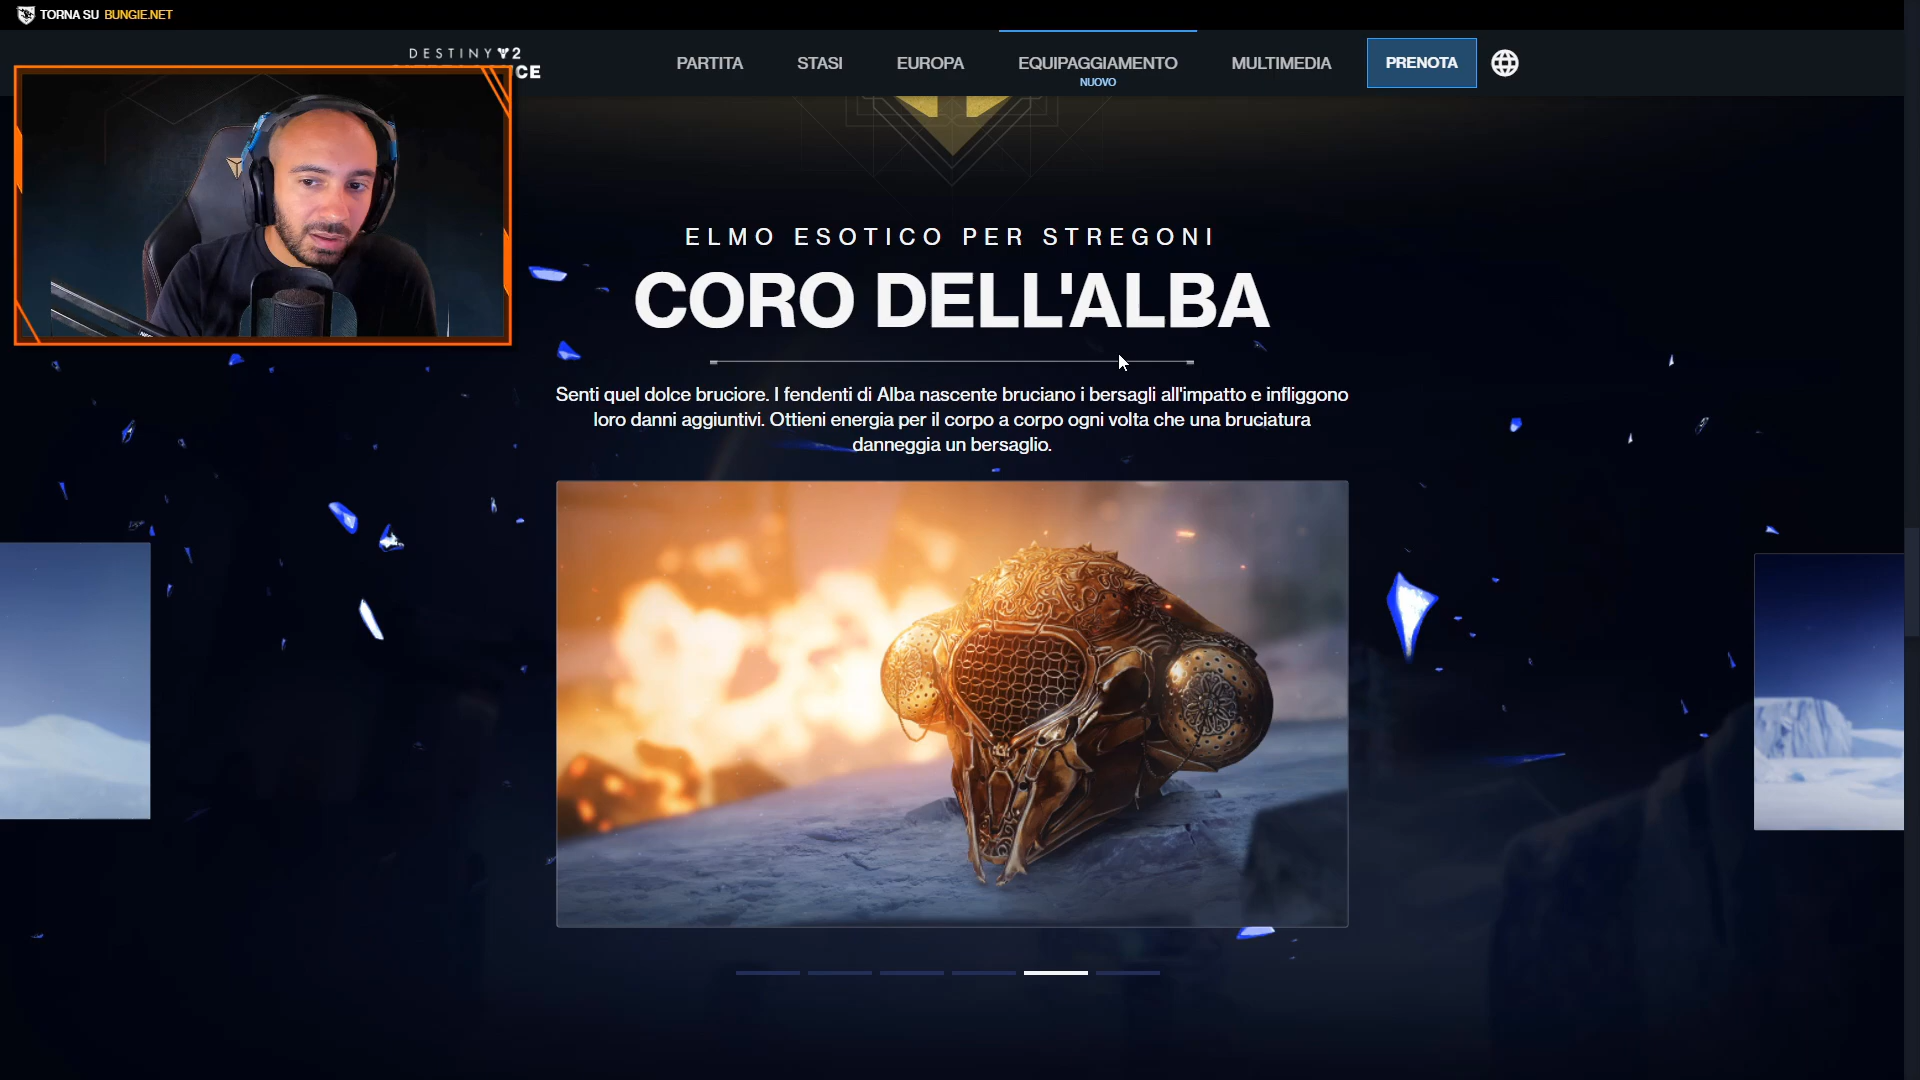 TORNA SU BUNGIE.NET
DESTINY 2
CE
PARTITA
STASI
EUROPA
EQUIPAGGIAMENTO
NUOVO
MULTIMEDIA
PRENOTA
ELMO ESOTICO PER STREGONI
CORO DELL'ALBA
Senti quel dolce bruciore. I fendenti di Alba nascente bruciano i bersagli all'impatto e infliggono
loro danni aggiuntivi. Ottieni energia per il corpo a corpo ogni volta che una bruciatura
danneggia un bersaglio.